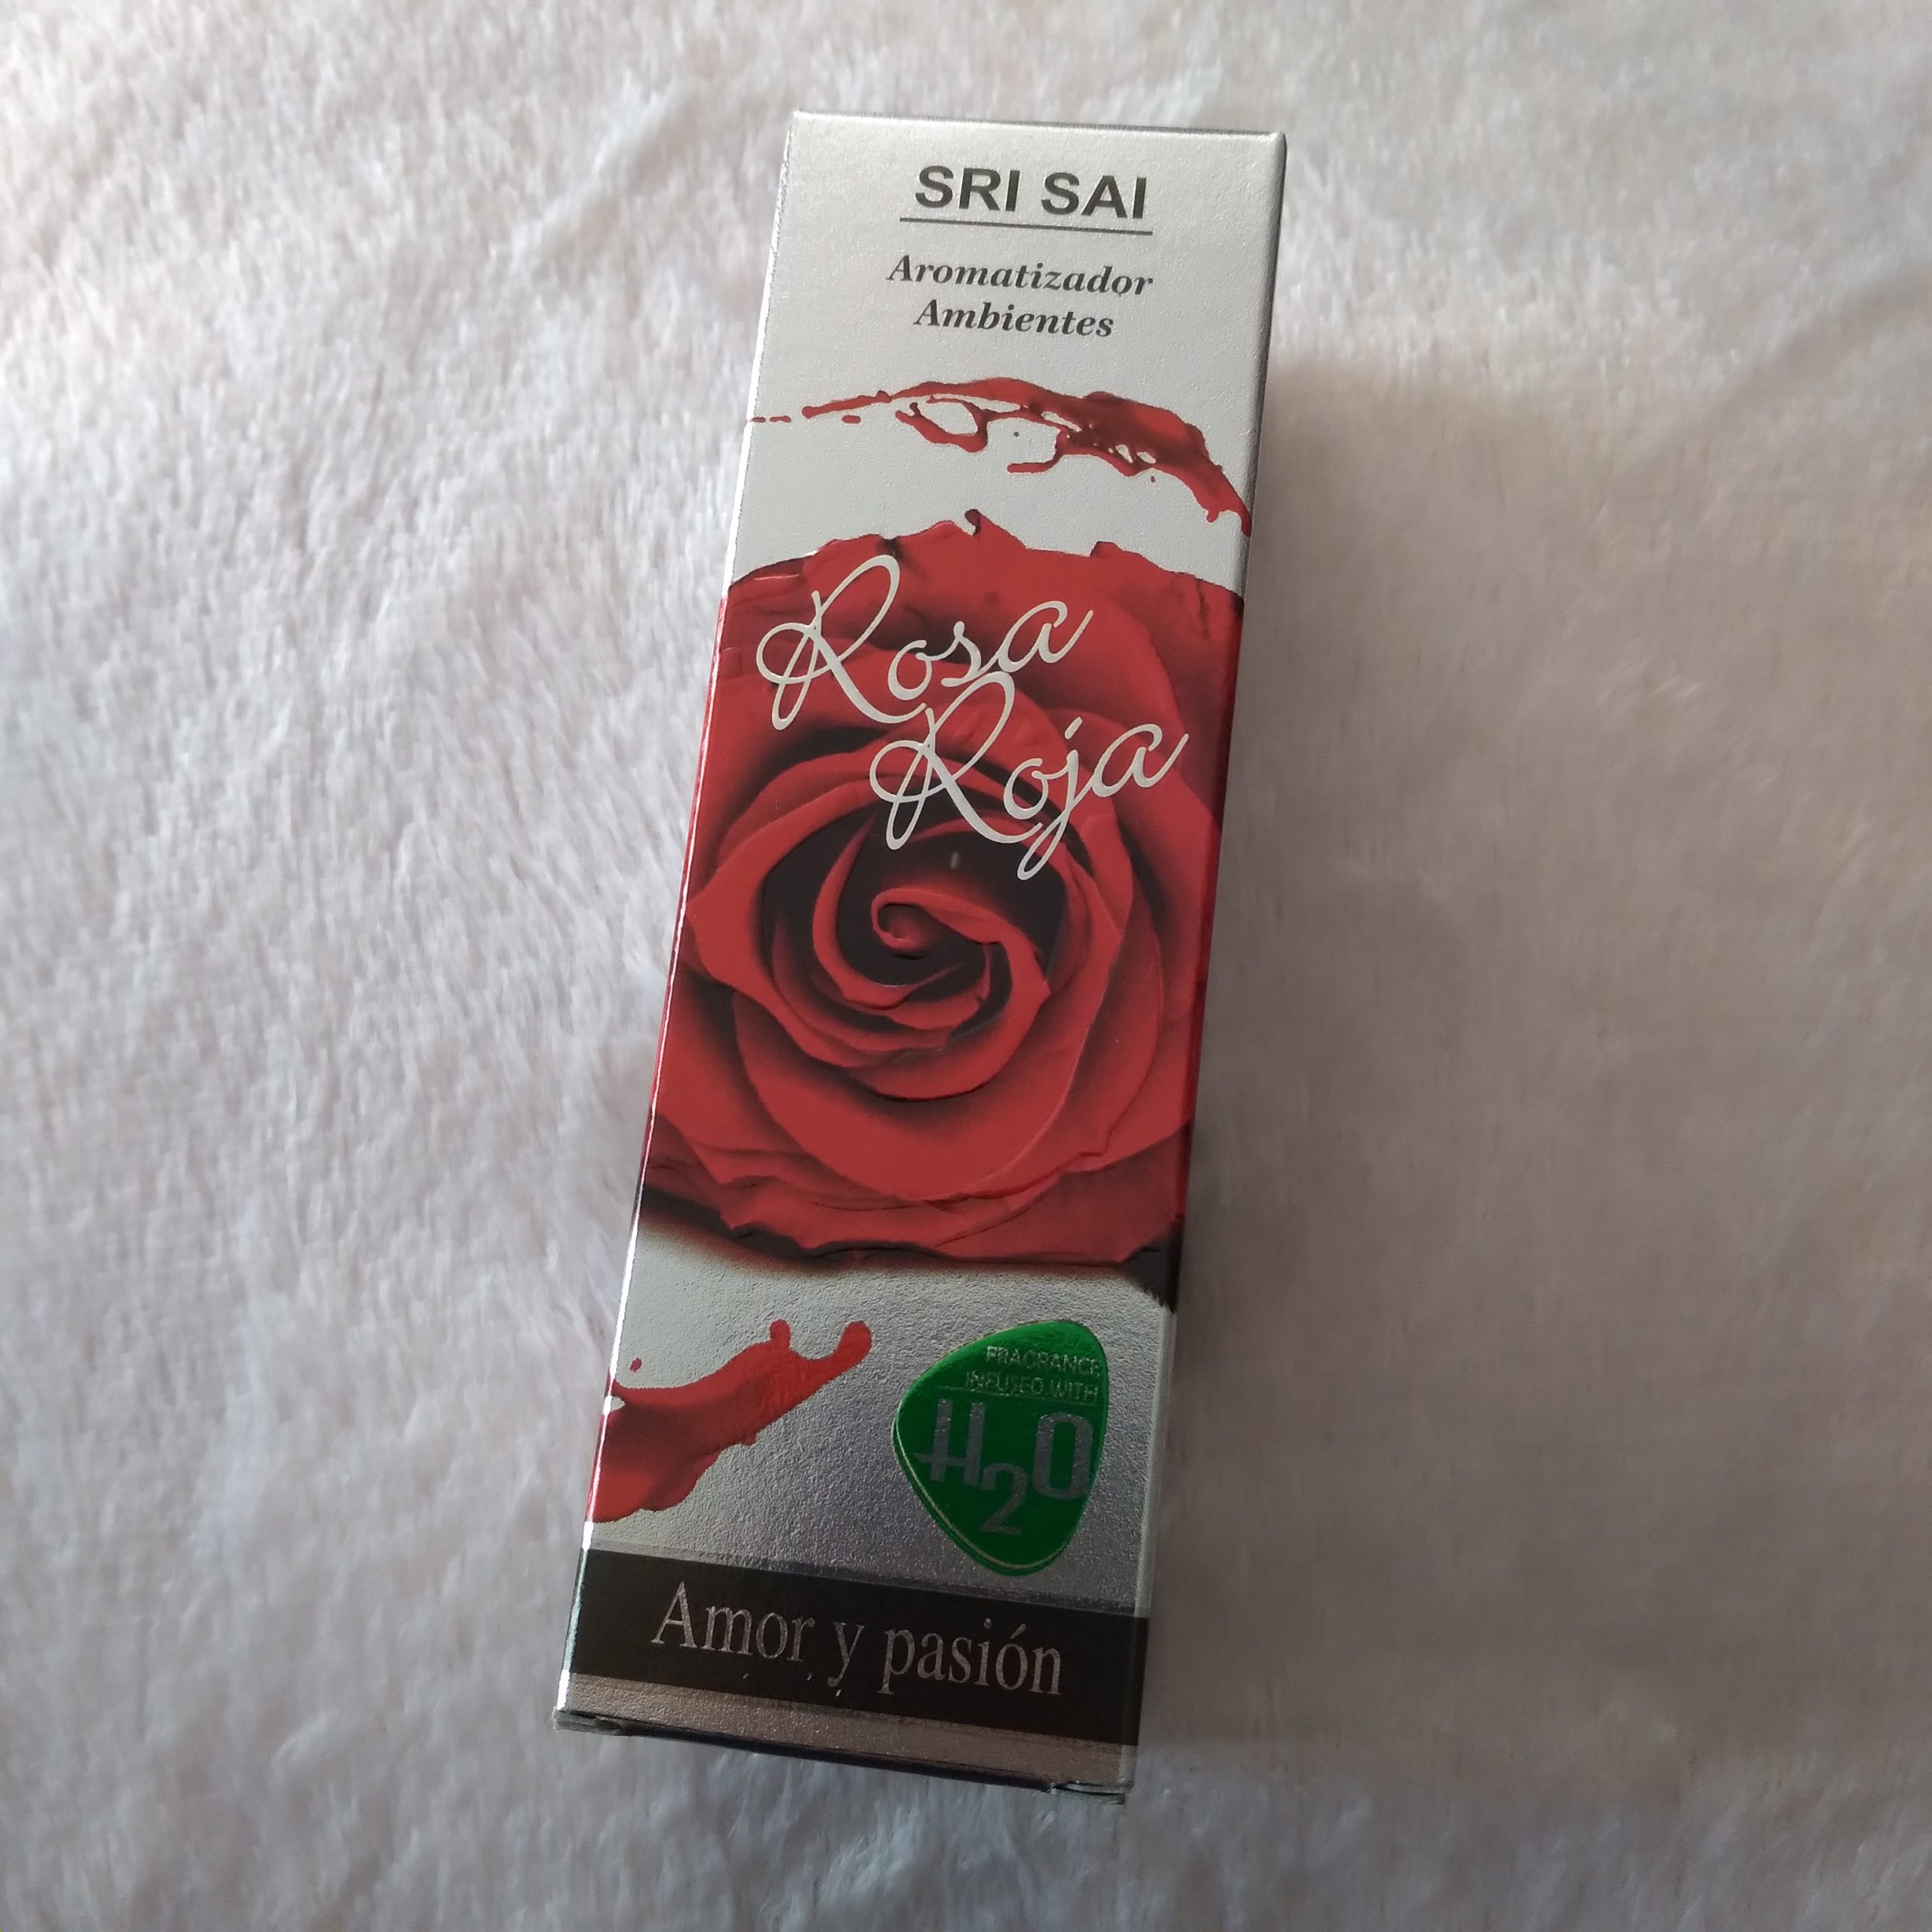 SRI SAI
Aromatizador
Ambientes
Rosa
Roja
FRAGRANCE
INFUSED WITH
H2O
Amor y pasión